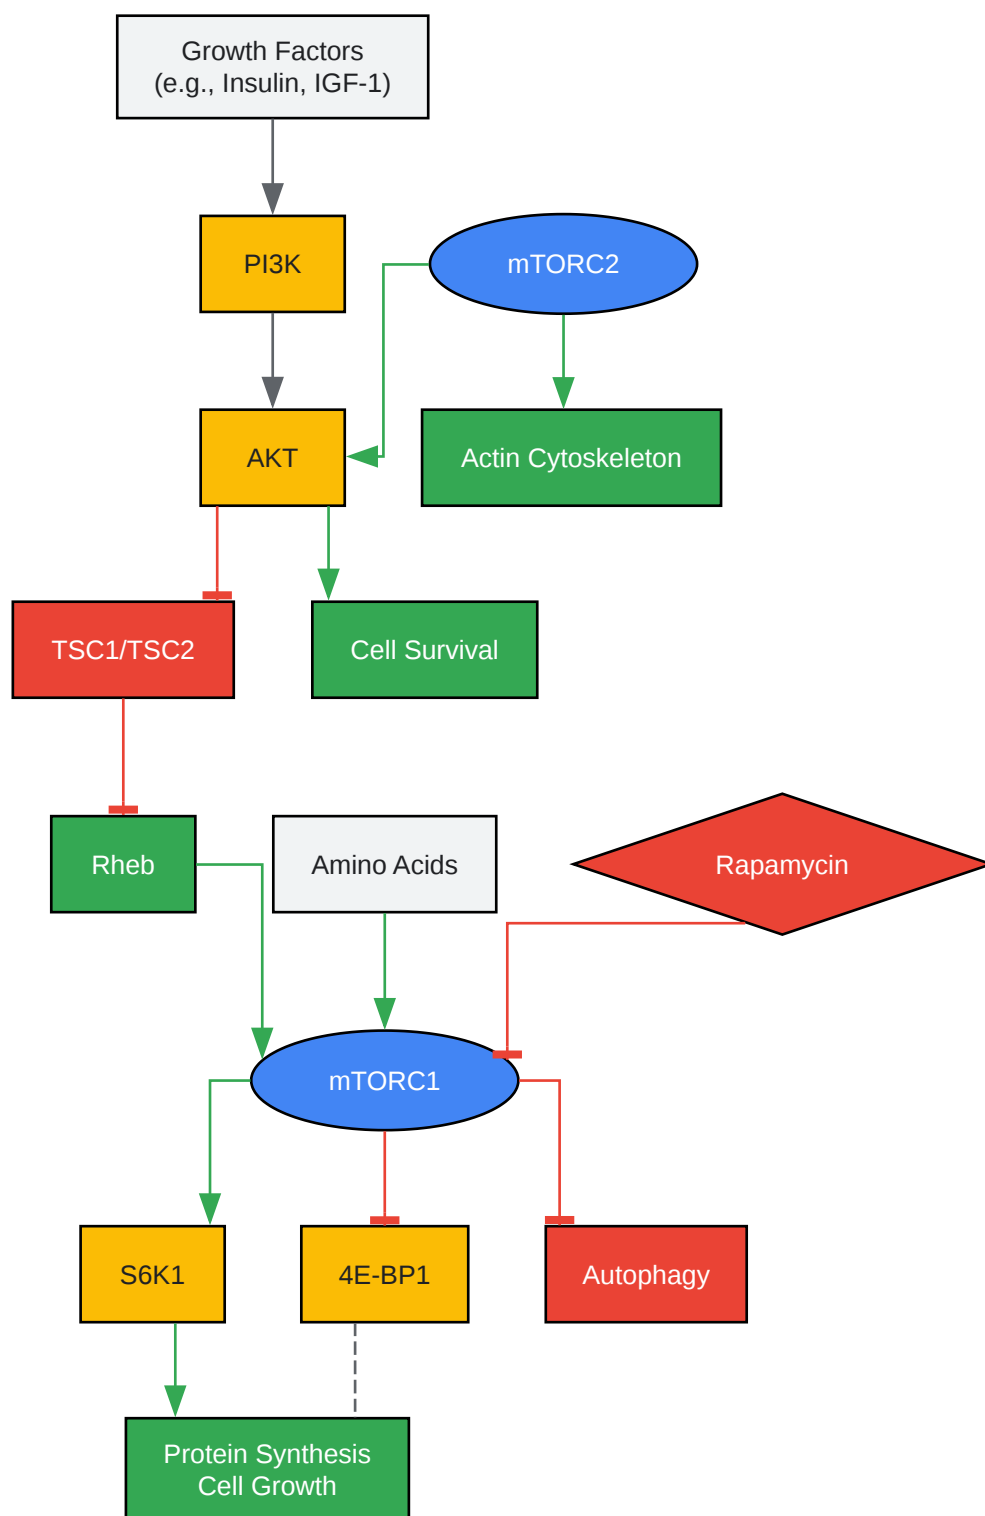 Growth Factors
(e.g., Insulin, IGF-1)
PI3K
mTORC2
AKT
Actin Cytoskeleton
TSC1/TSC2
Cell Survival
Rheb
Amino Acids
Rapamycin
mTORC1
S6K1
4E-BP1
Autophagy
Protein Synthesis
Cell Growth